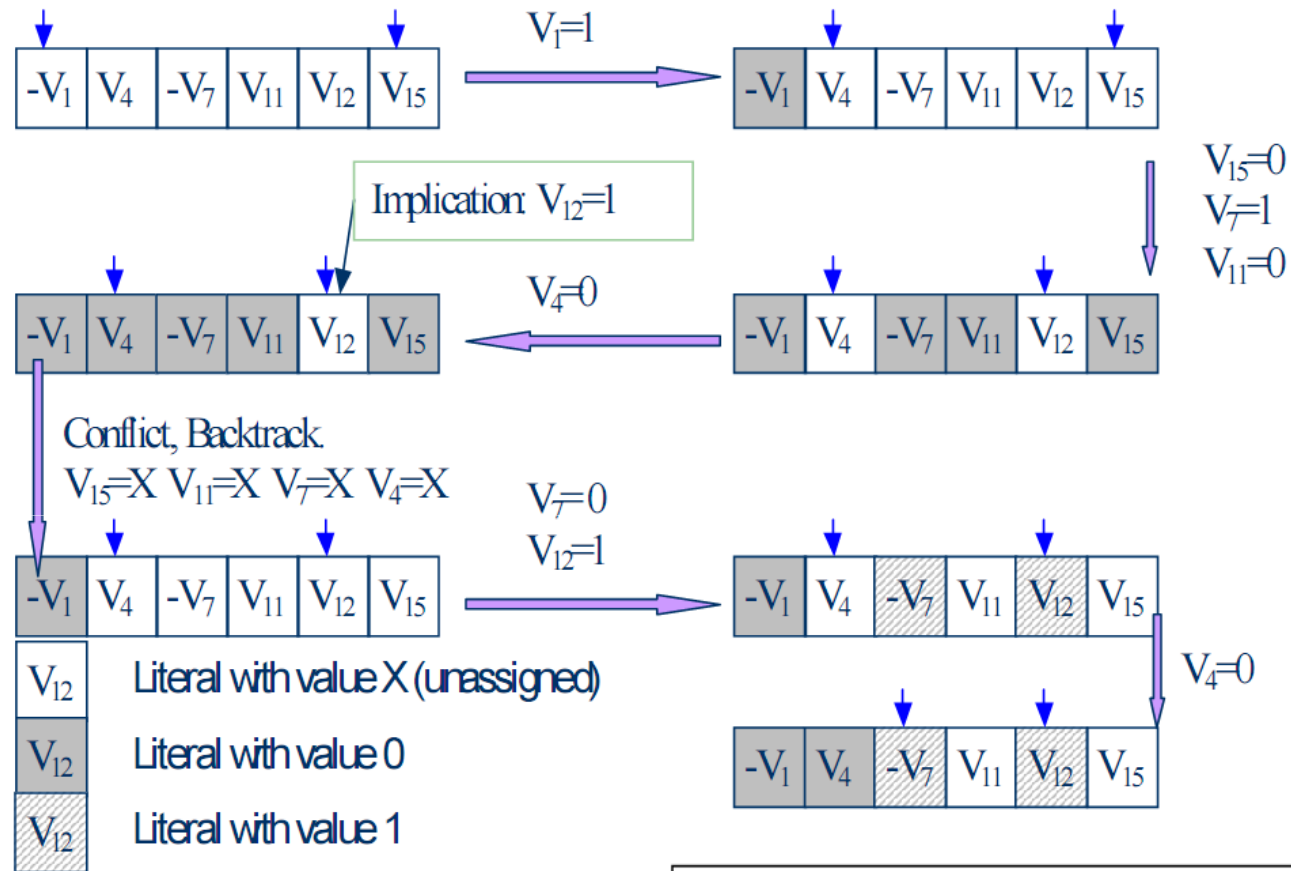 V₁=1
-V₁ V₄ -V₇ V₁₁ V₁₂ V₁₅
-V₁ V₄ -V₇ V₁₁ V₁₂ V₁₅
V₁₅=0
V₇=1
V₁₁=0
Implication: V₁₂=1
V₄=0
-V₁ V₄ -V₇ V₁₁ V₁₂ V₁₅
-V₁ V₄ -V₇ V₁₁ V₁₂ V₁₅
Conflict, Backtrack.
V₁₅=X V₁₁=X V₇=X V₄=X
V₇=0
V₁₂=1
-V₁ V₄ -V₇ V₁₁ V₁₂ V₁₅
-V₁ V₄ -V₇ V₁₁ V₁₂ V₁₅
V₄=0
-V₁ V₄ -V₇ V₁₁ V₁₂ V₁₅
V₁₂ Literal with value X (unassigned)
V₁₂ Literal with value 0
V₁₂ Literal with value 1